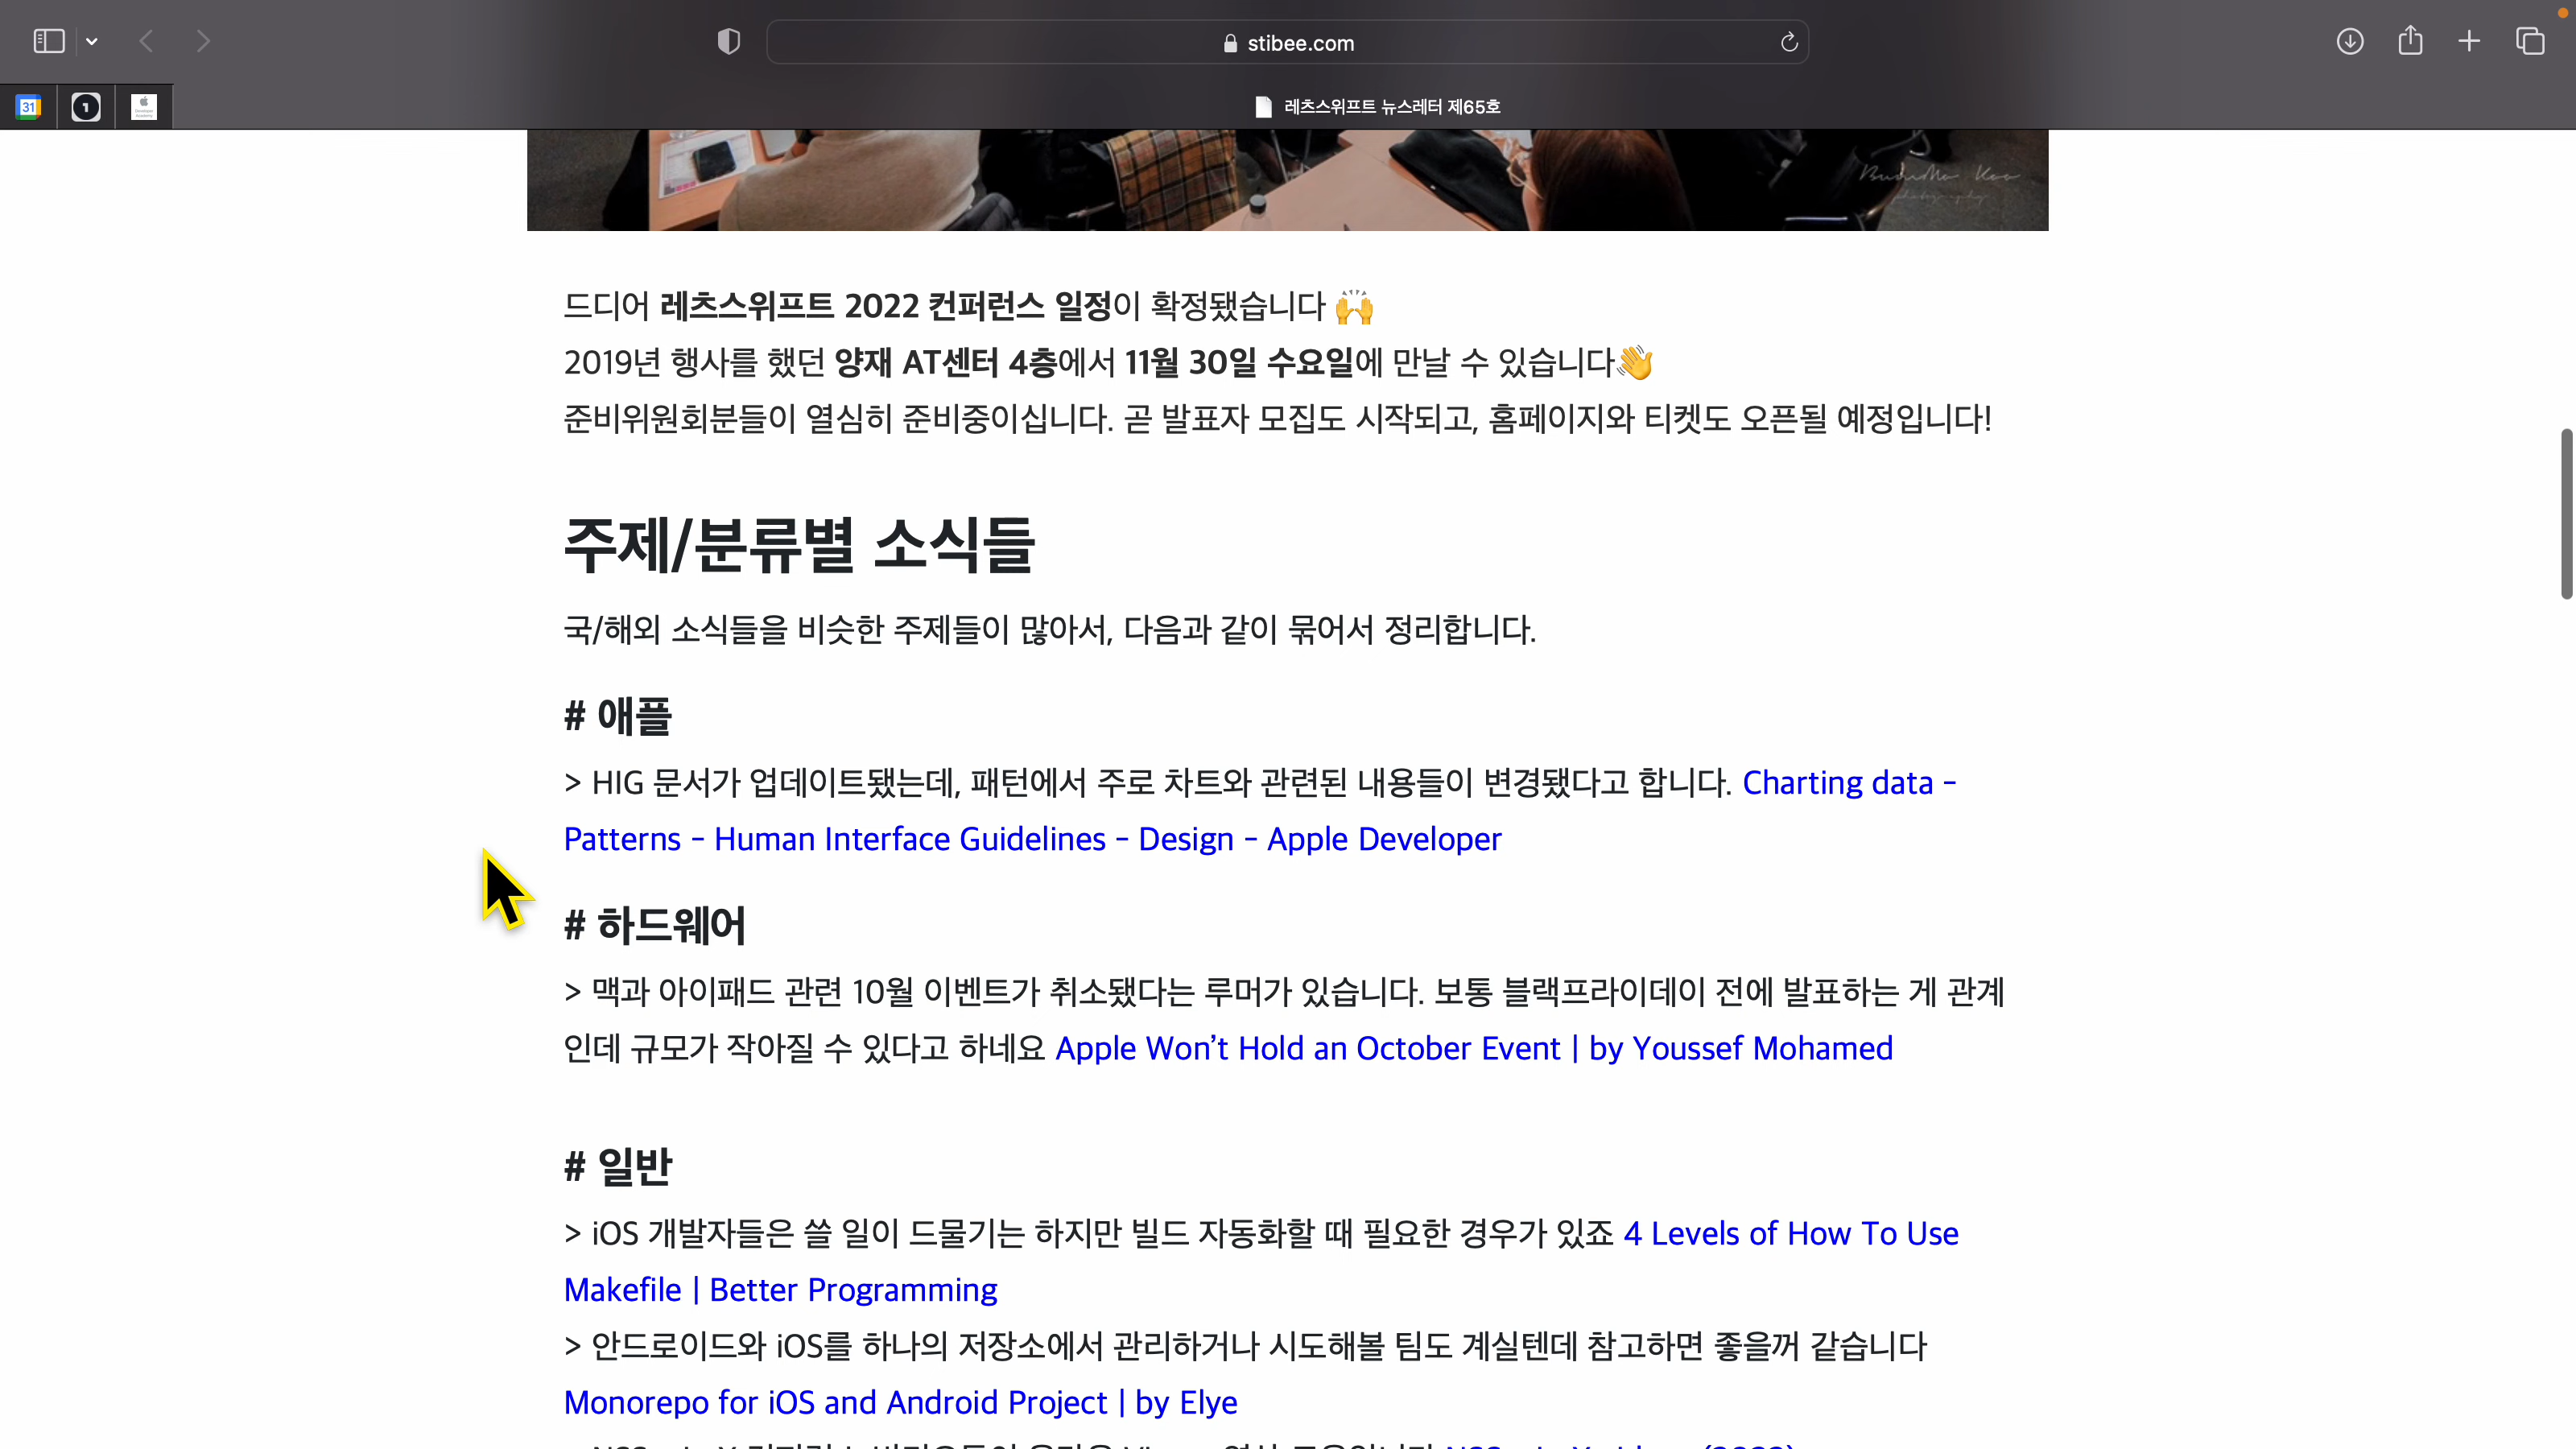 stibee.com
31
1
레츠스위프트 뉴스레터 제65호
드디어 레츠스위프트 2022 컨퍼런스 일정이 확정됐습니다 🙌
2019년 행사를 했던 양재 AT센터 4층에서 11월 30일 수요일에 만날 수 있습니다👋
준비위원회분들이 열심히 준비중이십니다. 곧 발표자 모집도 시작되고, 홈페이지와 티켓도 오픈될 예정입니다!
주제/분류별 소식들
국/해외 소식들을 비슷한 주제들이 많아서, 다음과 같이 묶어서 정리합니다.
# 애플
> HIG 문서가 업데이트됐는데, 패턴에서 주로 차트와 관련된 내용들이 변경됐다고 합니다. Charting data –
Patterns – Human Interface Guidelines – Design – Apple Developer
# 하드웨어
> 맥과 아이패드 관련 10월 이벤트가 취소됐다는 루머가 있습니다. 보통 블랙프라이데이 전에 발표하는 게 관계
인데 규모가 작아질 수 있다고 하네요 Apple Won’t Hold an October Event | by Youssef Mohamed
# 일반
> iOS 개발자들은 쓸 일이 드물기는 하지만 빌드 자동화할 때 필요한 경우가 있죠 4 Levels of How To Use
Makefile | Better Programming
> 안드로이드와 iOS를 하나의 저장소에서 관리하거나 시도해볼 팀도 계실텐데 참고하면 좋을꺼 같습니다
Monorepo for iOS and Android Project | by Elye